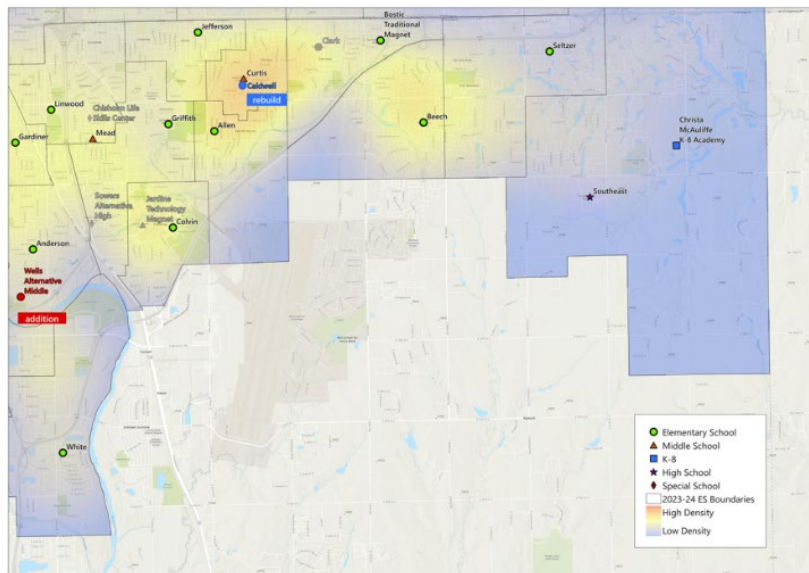 Jefferson
Bostic
Traditional
Magnet
Clark
Seltzer
Curtis
Caldwell
rebuild
Linwood
Chisholm Life
Skills Center
Griffith
Allen
Beech
Gardiner
Mead
Christa
McAuliffe
K-8 Academy
Sowers
Alternative
High
Jardine
Technology
Magnet
Southeast
Colvin
Anderson
Wells
Alternative
Middle
addition
White
Elementary School
Middle School
K-8
High School
Special School
2023-24 ES Boundaries
High Density
Low Density